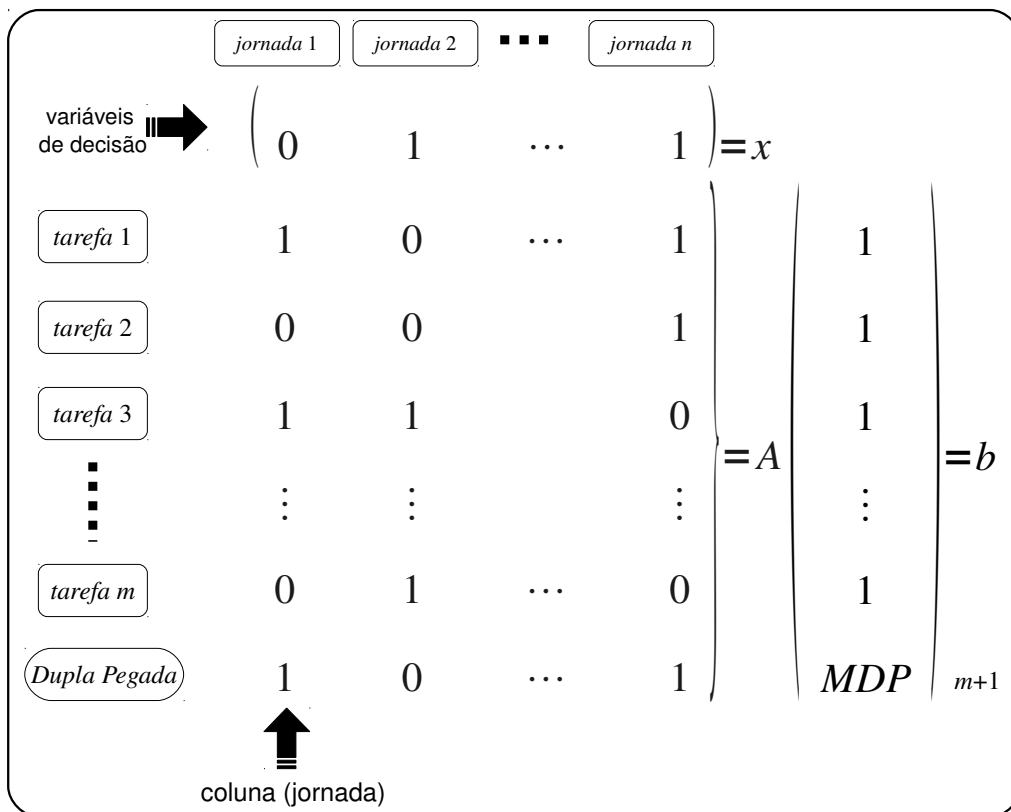 jornada 1 jornada 2 ... jornada n
variáveis
de decisão
0 1 ⋯ 1 =x
tarefa 1 1 0 ⋯ 1 1
tarefa 2 0 0 1 1
tarefa 3 1 1 0 1
=A =b
⋮ ⋮ ⋮ ⋮
tarefa m 0 1 ⋯ 0 1
Dupla Pegada 1 0 ⋯ 1 MDP m+1
coluna (jornada)